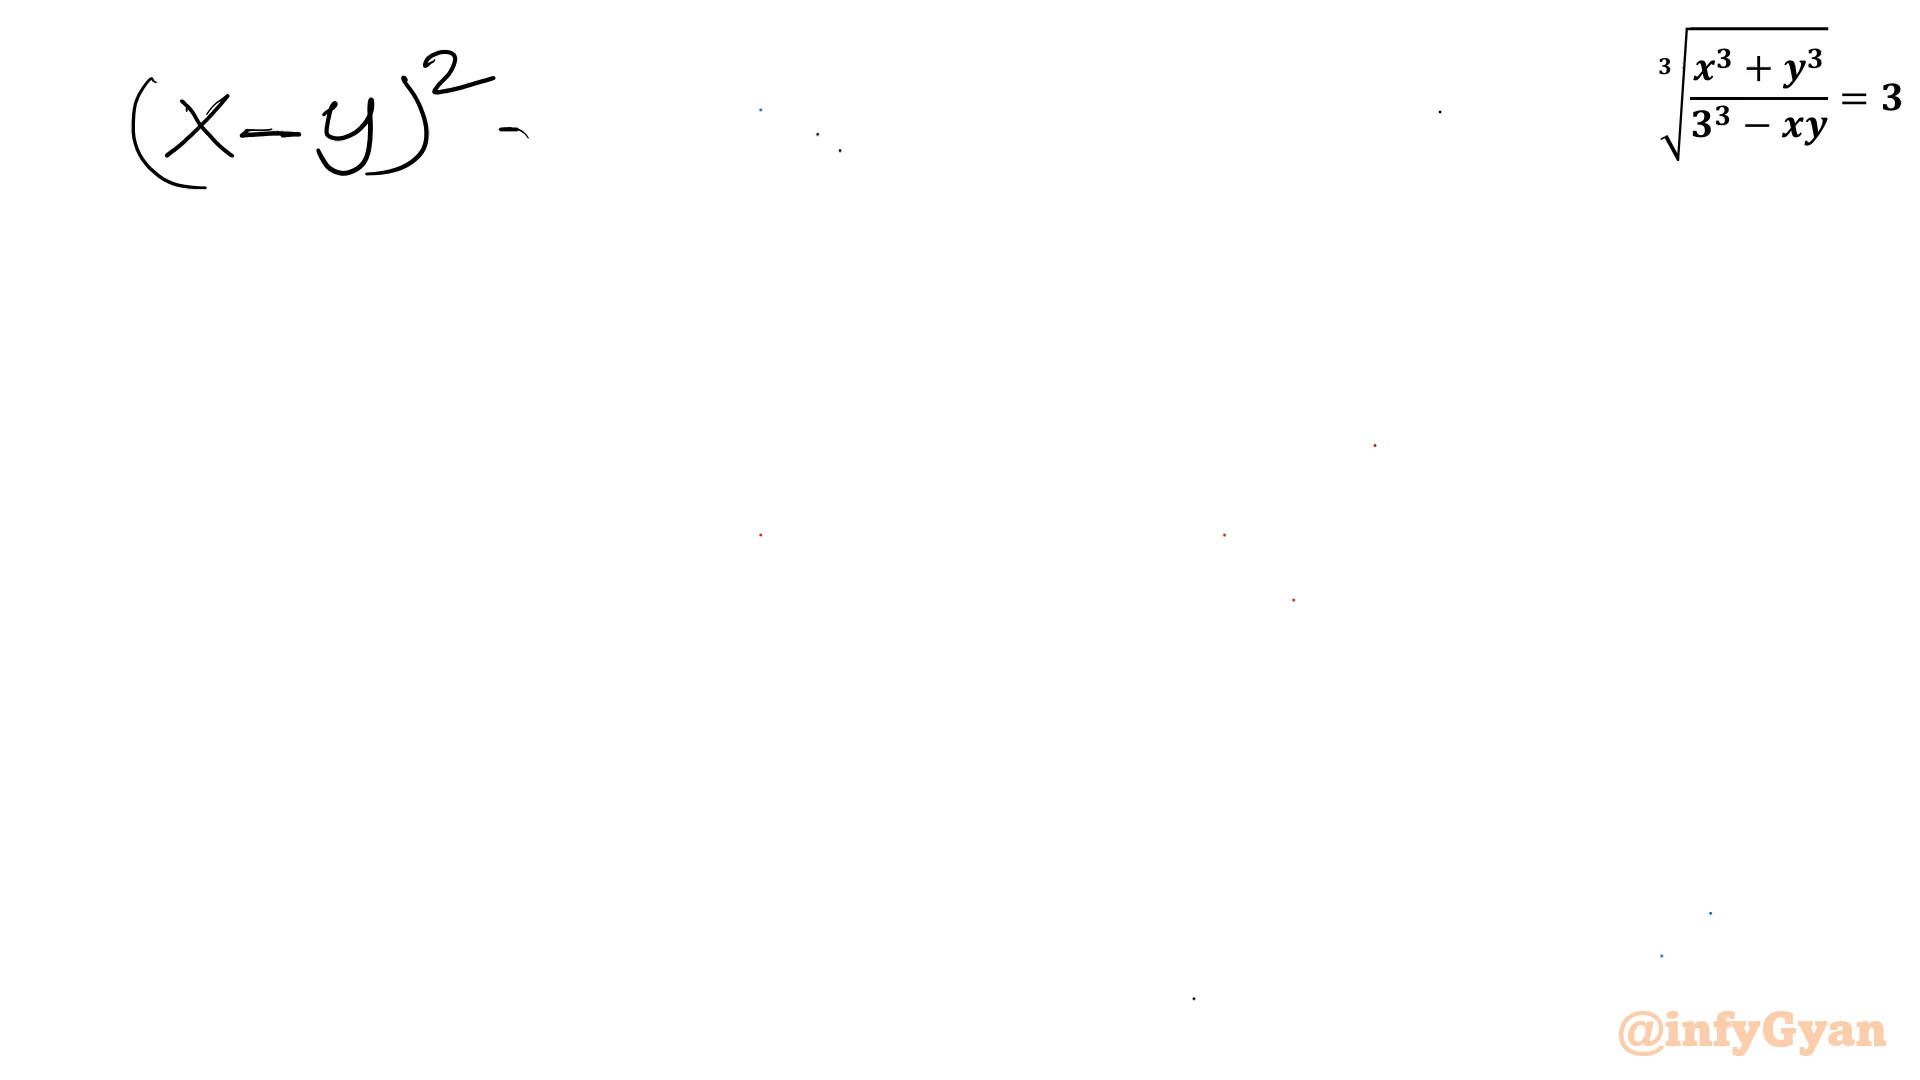 (x-y)² -
∛((x³ + y³)/(3³ − xy)) = 3
@infyGyan